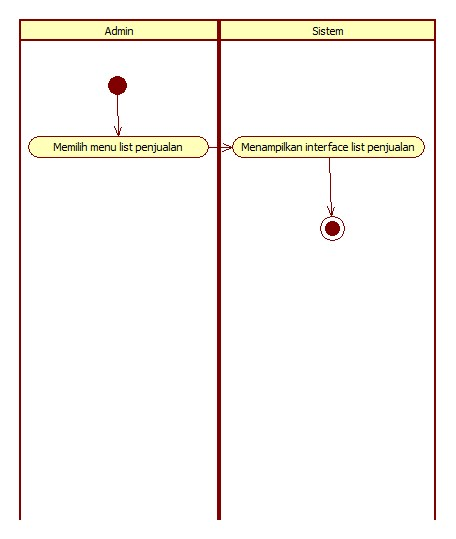 Admin
Sistem
Memilih menu list penjualan
Menampilkan interface list penjualan